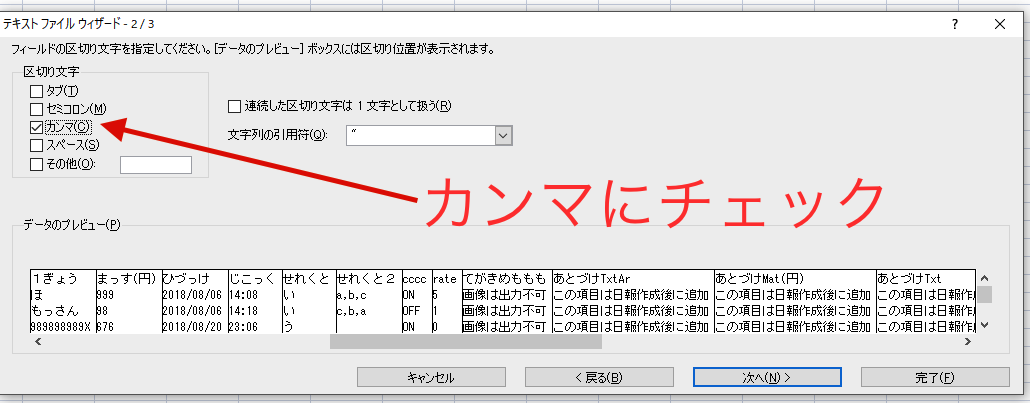 テキスト ファイル ウィザード - 2 / 3
フィールドの区切り文字を指定してください。[データのプレビュー] ボックスには区切り位置が表示されます。
区切り文字
タブ(T)
セミコロン(M)
カンマ(C)
スペース(S)
その他(O):
連続した区切り文字は 1 文字として扱う(R)
文字列の引用符(Q): "
カンマにチェック
データのプレビュー(P)
1ぎょう まっす(円) ひづっけ じこっく せれくと せれくと2 cccc rate てがきめももも あとづけTxtAr あとづけMat(円) あとづけTxt
ほ 999 2018/08/06 14:08 い a,b,c ON 5 画像は出力不可 この項目は日報作成後に追加 この項目は日報作成後に追加 この項目は日報作
もっさん 98 2018/08/06 14:18 い c,b,a OFF 1 画像は出力不可 この項目は日報作成後に追加 この項目は日報作成後に追加 この項目は日報作
989898989X 676 2018/08/20 23:06 う ON 0 画像は出力不可 この項目は日報作成後に追加 この項目は日報作成後に追加 この項目は日報作
キャンセル
< 戻る(B)
次へ(N) >
完了(F)